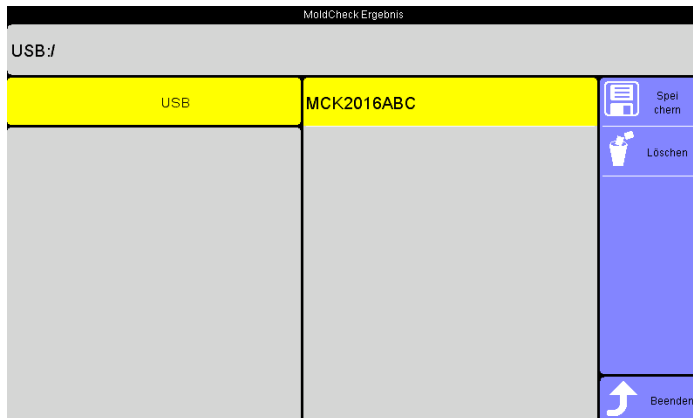 MoldCheck Ergebnis
USB:/
USB
MCK2016ABC
Spei
chern
Löschen
Beenden